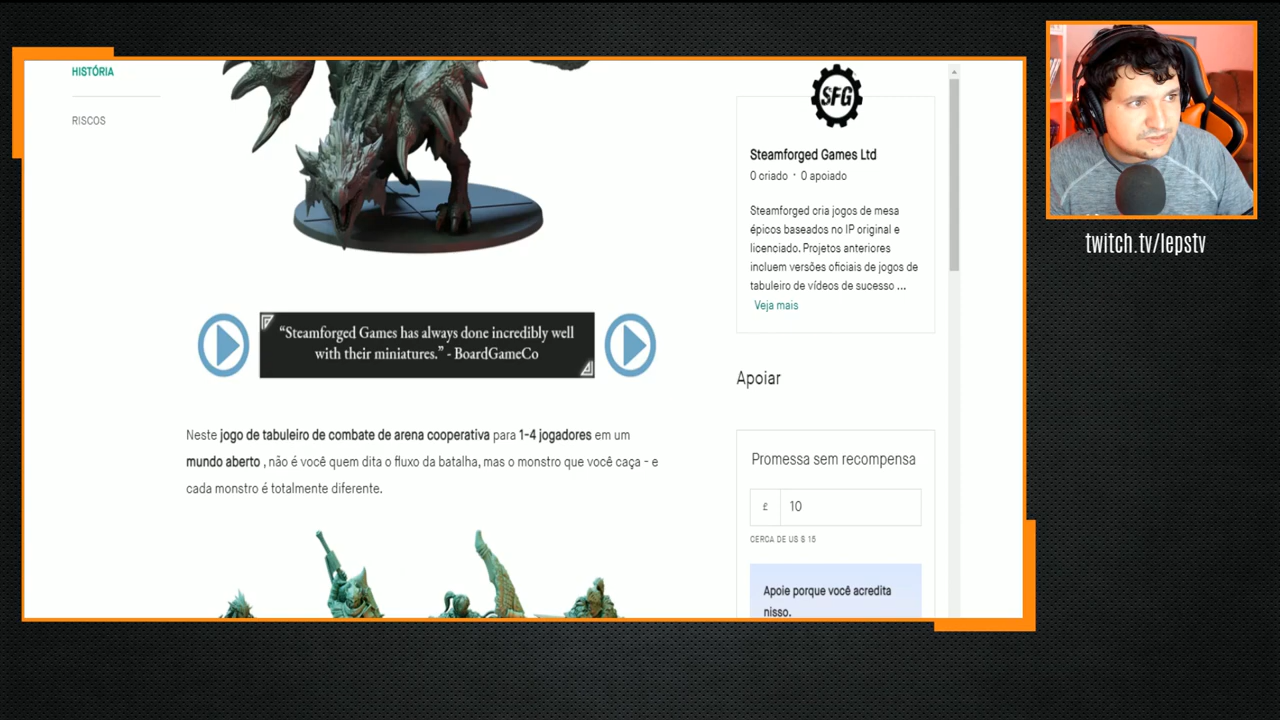 HISTÓRIA
RISCOS
SFG
Steamforged Games Ltd
0 criado · 0 apoiado
Steamforged cria jogos de mesa
épicos baseados no IP original e
licenciado. Projetos anteriores
incluem versões oficiais de jogos de
tabuleiro de vídeos de sucesso ...
Veja mais
“Steamforged Games has always done incredibly well
with their miniatures.” - BoardGameCo
Neste jogo de tabuleiro de combate de arena cooperativa para 1-4 jogadores em um
mundo aberto , não é você quem dita o fluxo da batalha, mas o monstro que você caça - e
cada monstro é totalmente diferente.
Apoiar
Promessa sem recompensa
£ 10
CERCA DE US $ 15
Apoie porque você acredita
nisso.
twitch.tv/lepstv